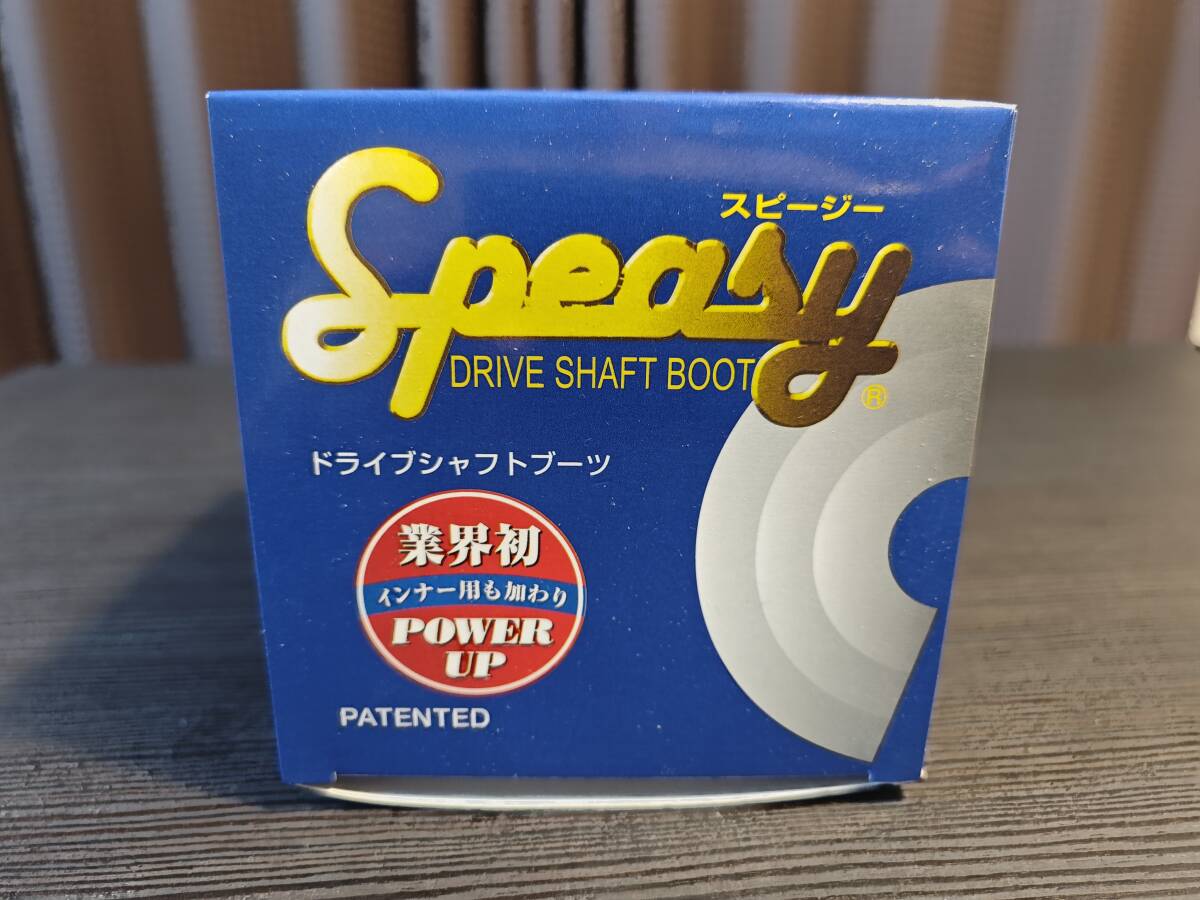 スピージー
Speasy
DRIVE SHAFT BOOT
®
ドライブシャフトブーツ
業界初
インナー用も加わり
POWER
UP
PATENTED